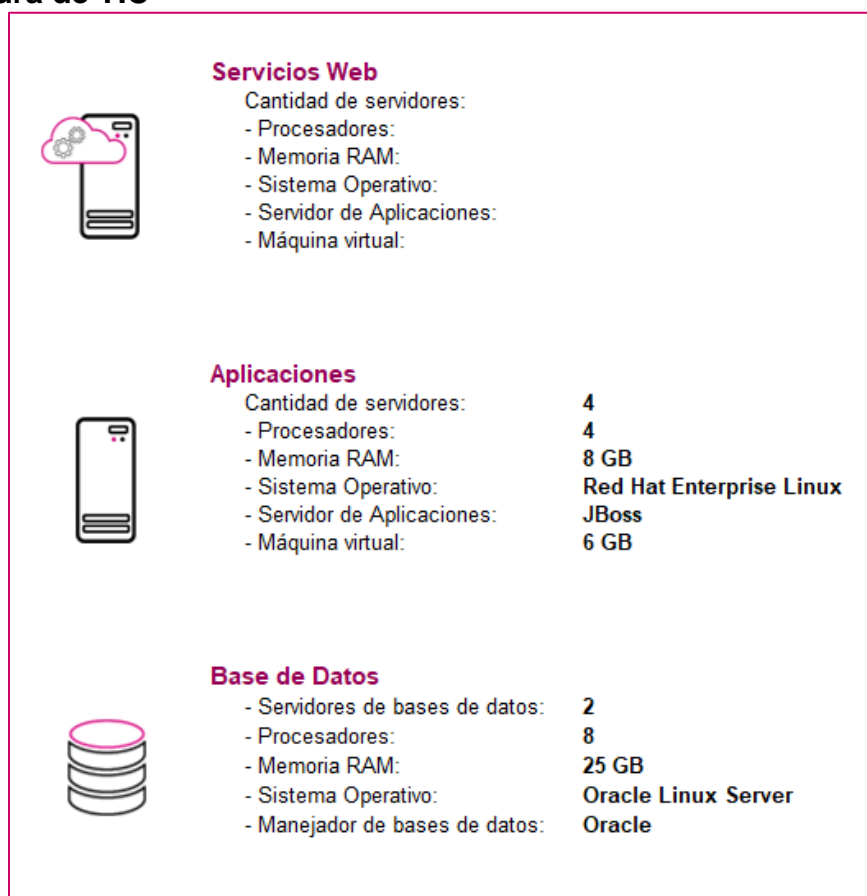 Servicios Web
Cantidad de servidores:
- Procesadores:
- Memoria RAM:
- Sistema Operativo:
- Servidor de Aplicaciones:
- Máquina virtual:
Aplicaciones
Cantidad de servidores: 4
- Procesadores: 4
- Memoria RAM: 8 GB
- Sistema Operativo: Red Hat Enterprise Linux
- Servidor de Aplicaciones: JBoss
- Máquina virtual: 6 GB
Base de Datos
- Servidores de bases de datos: 2
- Procesadores: 8
- Memoria RAM: 25 GB
- Sistema Operativo: Oracle Linux Server
- Manejador de bases de datos: Oracle